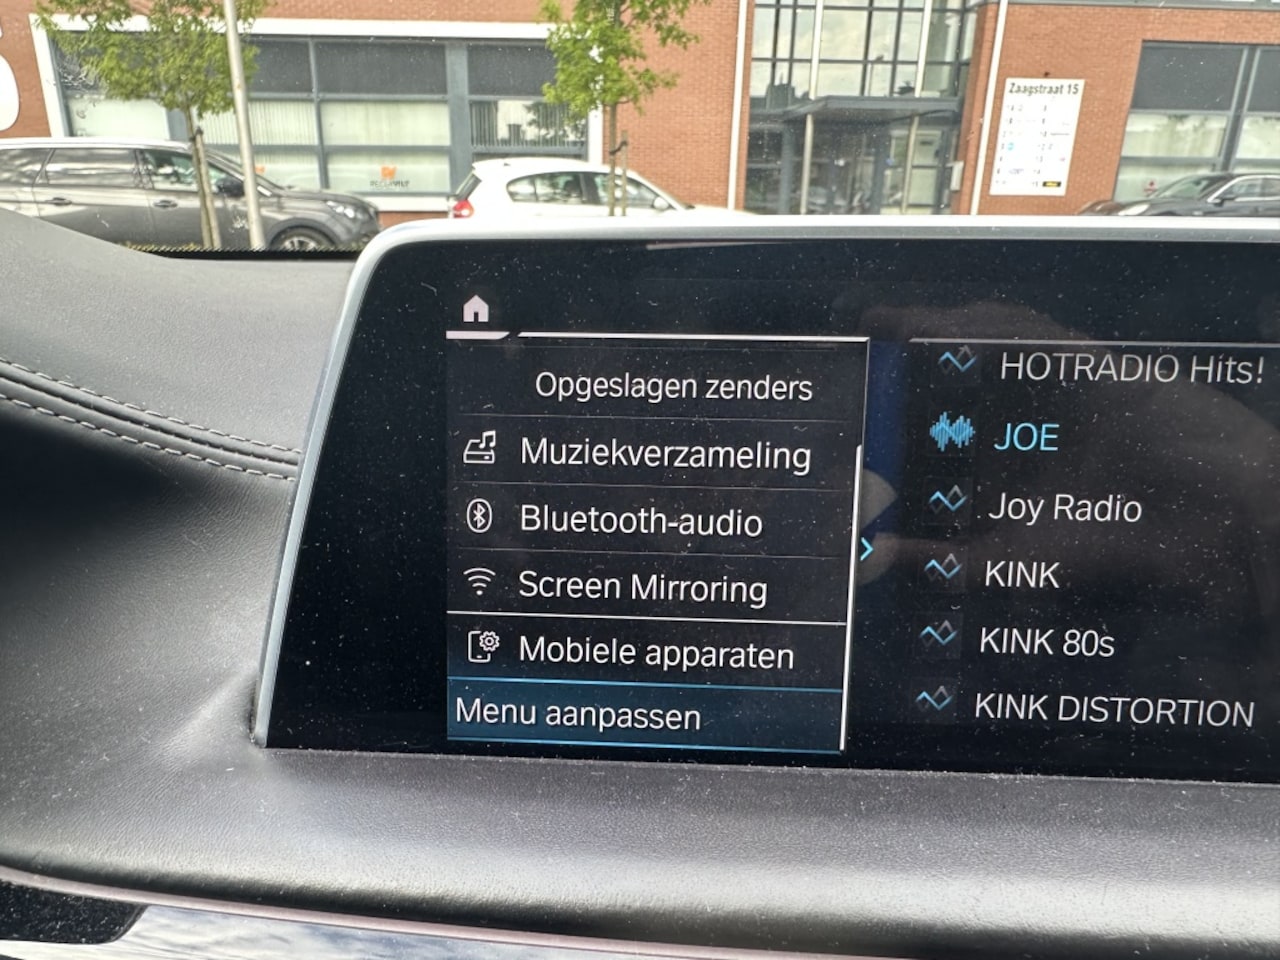 Zaagstraat 15
Opgeslagen zenders
Muziekverzameling
Bluetooth-audio
Screen Mirroring
Mobiele apparaten
Menu aanpassen
HOTRADIO Hits!
JOE
Joy Radio
KINK
KINK 80s
KINK DISTORTION